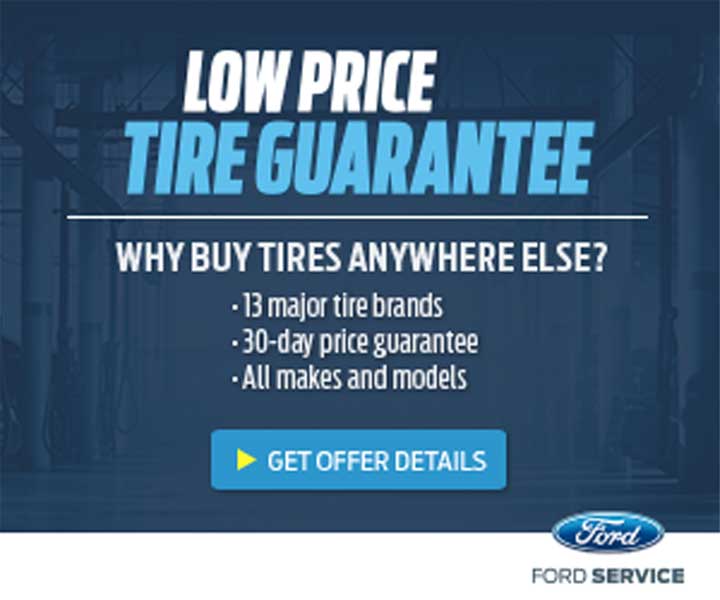 LOW PRICE
TIRE GUARANTEE
WHY BUY TIRES ANYWHERE ELSE?
• 13 major tire brands
• 30-day price guarantee
• All makes and models
GET OFFER DETAILS
Ford
FORD SERVICE